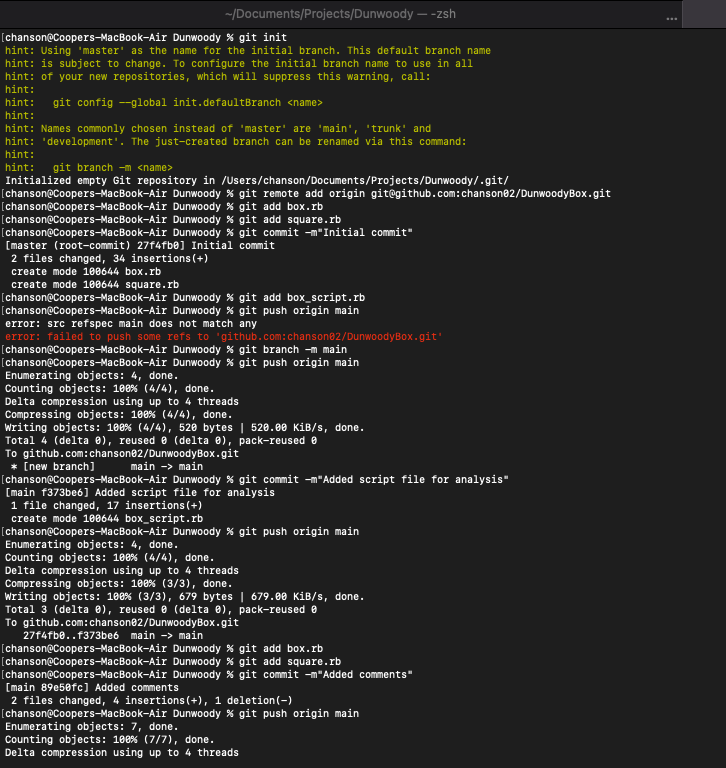 ~/Documents/Projects/Dunwoody — -zsh
...
[chanson@Coopers-MacBook-Air Dunwoody % git init
hint: Using 'master' as the name for the initial branch. This default branch name
hint: is subject to change. To configure the initial branch name to use in all
hint: of your new repositories, which will suppress this warning, call:
hint:
hint:   git config --global init.defaultBranch <name>
hint:
hint: Names commonly chosen instead of 'master' are 'main', 'trunk' and
hint: 'development'. The just-created branch can be renamed via this command:
hint:
hint:   git branch -m <name>
Initialized empty Git repository in /Users/chanson/Documents/Projects/Dunwoody/.git/
[chanson@Coopers-MacBook-Air Dunwoody % git remote add origin git@github.com:chanson02/DunwoodyBox.git
[chanson@Coopers-MacBook-Air Dunwoody % git add box.rb
[chanson@Coopers-MacBook-Air Dunwoody % git add square.rb
[chanson@Coopers-MacBook-Air Dunwoody % git commit -m"Initial commit"
[master (root-commit) 27f4fb0] Initial commit
 2 files changed, 34 insertions(+)
 create mode 100644 box.rb
 create mode 100644 square.rb
[chanson@Coopers-MacBook-Air Dunwoody % git add box_script.rb
[chanson@Coopers-MacBook-Air Dunwoody % git push origin main
error: src refspec main does not match any
error: failed to push some refs to 'github.com:chanson02/DunwoodyBox.git'
[chanson@Coopers-MacBook-Air Dunwoody % git branch -m main
[chanson@Coopers-MacBook-Air Dunwoody % git push origin main
Enumerating objects: 4, done.
Counting objects: 100% (4/4), done.
Delta compression using up to 4 threads
Compressing objects: 100% (4/4), done.
Writing objects: 100% (4/4), 520 bytes | 520.00 KiB/s, done.
Total 4 (delta 0), reused 0 (delta 0), pack-reused 0
To github.com:chanson02/DunwoodyBox.git
 * [new branch]      main -> main
[chanson@Coopers-MacBook-Air Dunwoody % git commit -m"Added script file for analysis"
[main f373be6] Added script file for analysis
 1 file changed, 17 insertions(+)
 create mode 100644 box_script.rb
[chanson@Coopers-MacBook-Air Dunwoody % git push origin main
Enumerating objects: 4, done.
Counting objects: 100% (4/4), done.
Delta compression using up to 4 threads
Compressing objects: 100% (3/3), done.
Writing objects: 100% (3/3), 679 bytes | 679.00 KiB/s, done.
Total 3 (delta 0), reused 0 (delta 0), pack-reused 0
To github.com:chanson02/DunwoodyBox.git
   27f4fb0..f373be6  main -> main
[chanson@Coopers-MacBook-Air Dunwoody % git add box.rb
[chanson@Coopers-MacBook-Air Dunwoody % git add square.rb
[chanson@Coopers-MacBook-Air Dunwoody % git commit -m"Added comments"
[main 89e50fc] Added comments
 2 files changed, 4 insertions(+), 1 deletion(-)
[chanson@Coopers-MacBook-Air Dunwoody % git push origin main
Enumerating objects: 7, done.
Counting objects: 100% (7/7), done.
Delta compression using up to 4 threads